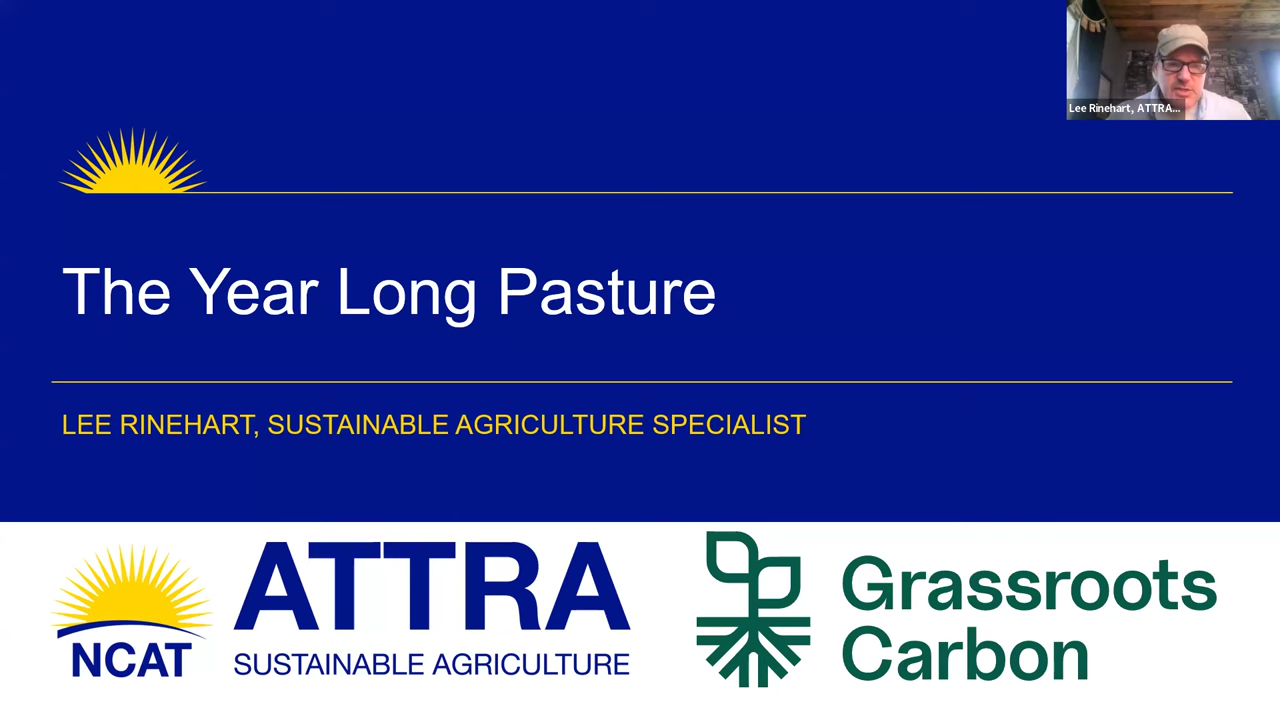 Lee Rinehart, ATTRA...
The Year Long Pasture
LEE RINEHART, SUSTAINABLE AGRICULTURE SPECIALIST
NCAT
ATTRA
SUSTAINABLE AGRICULTURE
Grassroots
Carbon